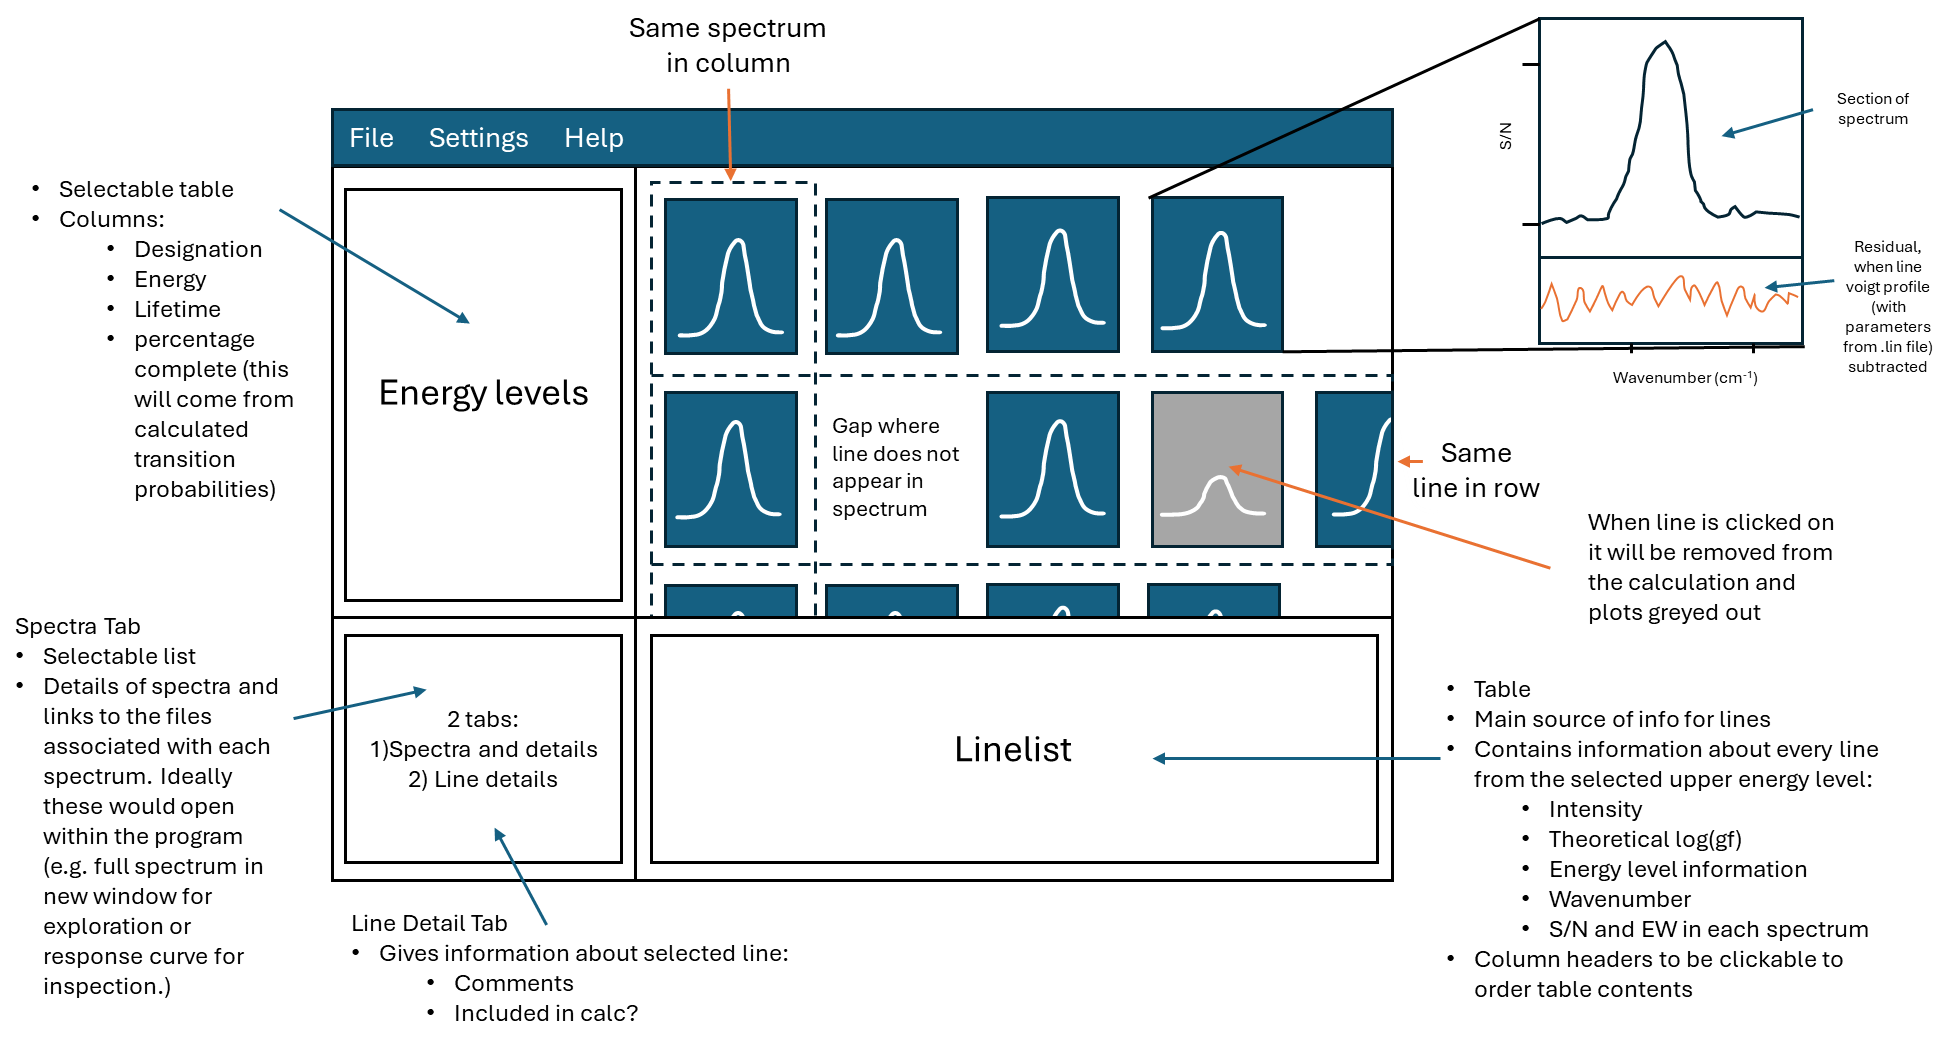 Same spectrum
in column
File Settings Help
• Selectable table
• Columns:
• Designation
• Energy
• Lifetime
• percentage
complete (this
will come from
calculated
transition
probabilities)
Energy levels
Gap where
line does not
appear in
spectrum
S/N
Wavenumber (cm-1)
Section of
spectrum
Residual,
when line
voigt profile
(with
parameters
from .lin file)
subtracted
Same
line in row
When line is clicked on
it will be removed from
the calculation and
plots greyed out
Spectra Tab
• Selectable list
• Details of spectra and
links to the files
associated with each
spectrum. Ideally
these would open
within the program
(e.g. full spectrum in
new window for
exploration or
response curve for
inspection.)
2 tabs:
1)Spectra and details
2) Line details
Linelist
• Table
• Main source of info for lines
• Contains information about every line
from the selected upper energy level:
• Intensity
• Theoretical log(gf)
• Energy level information
• Wavenumber
• S/N and EW in each spectrum
• Column headers to be clickable to
order table contents
Line Detail Tab
• Gives information about selected line:
• Comments
• Included in calc?